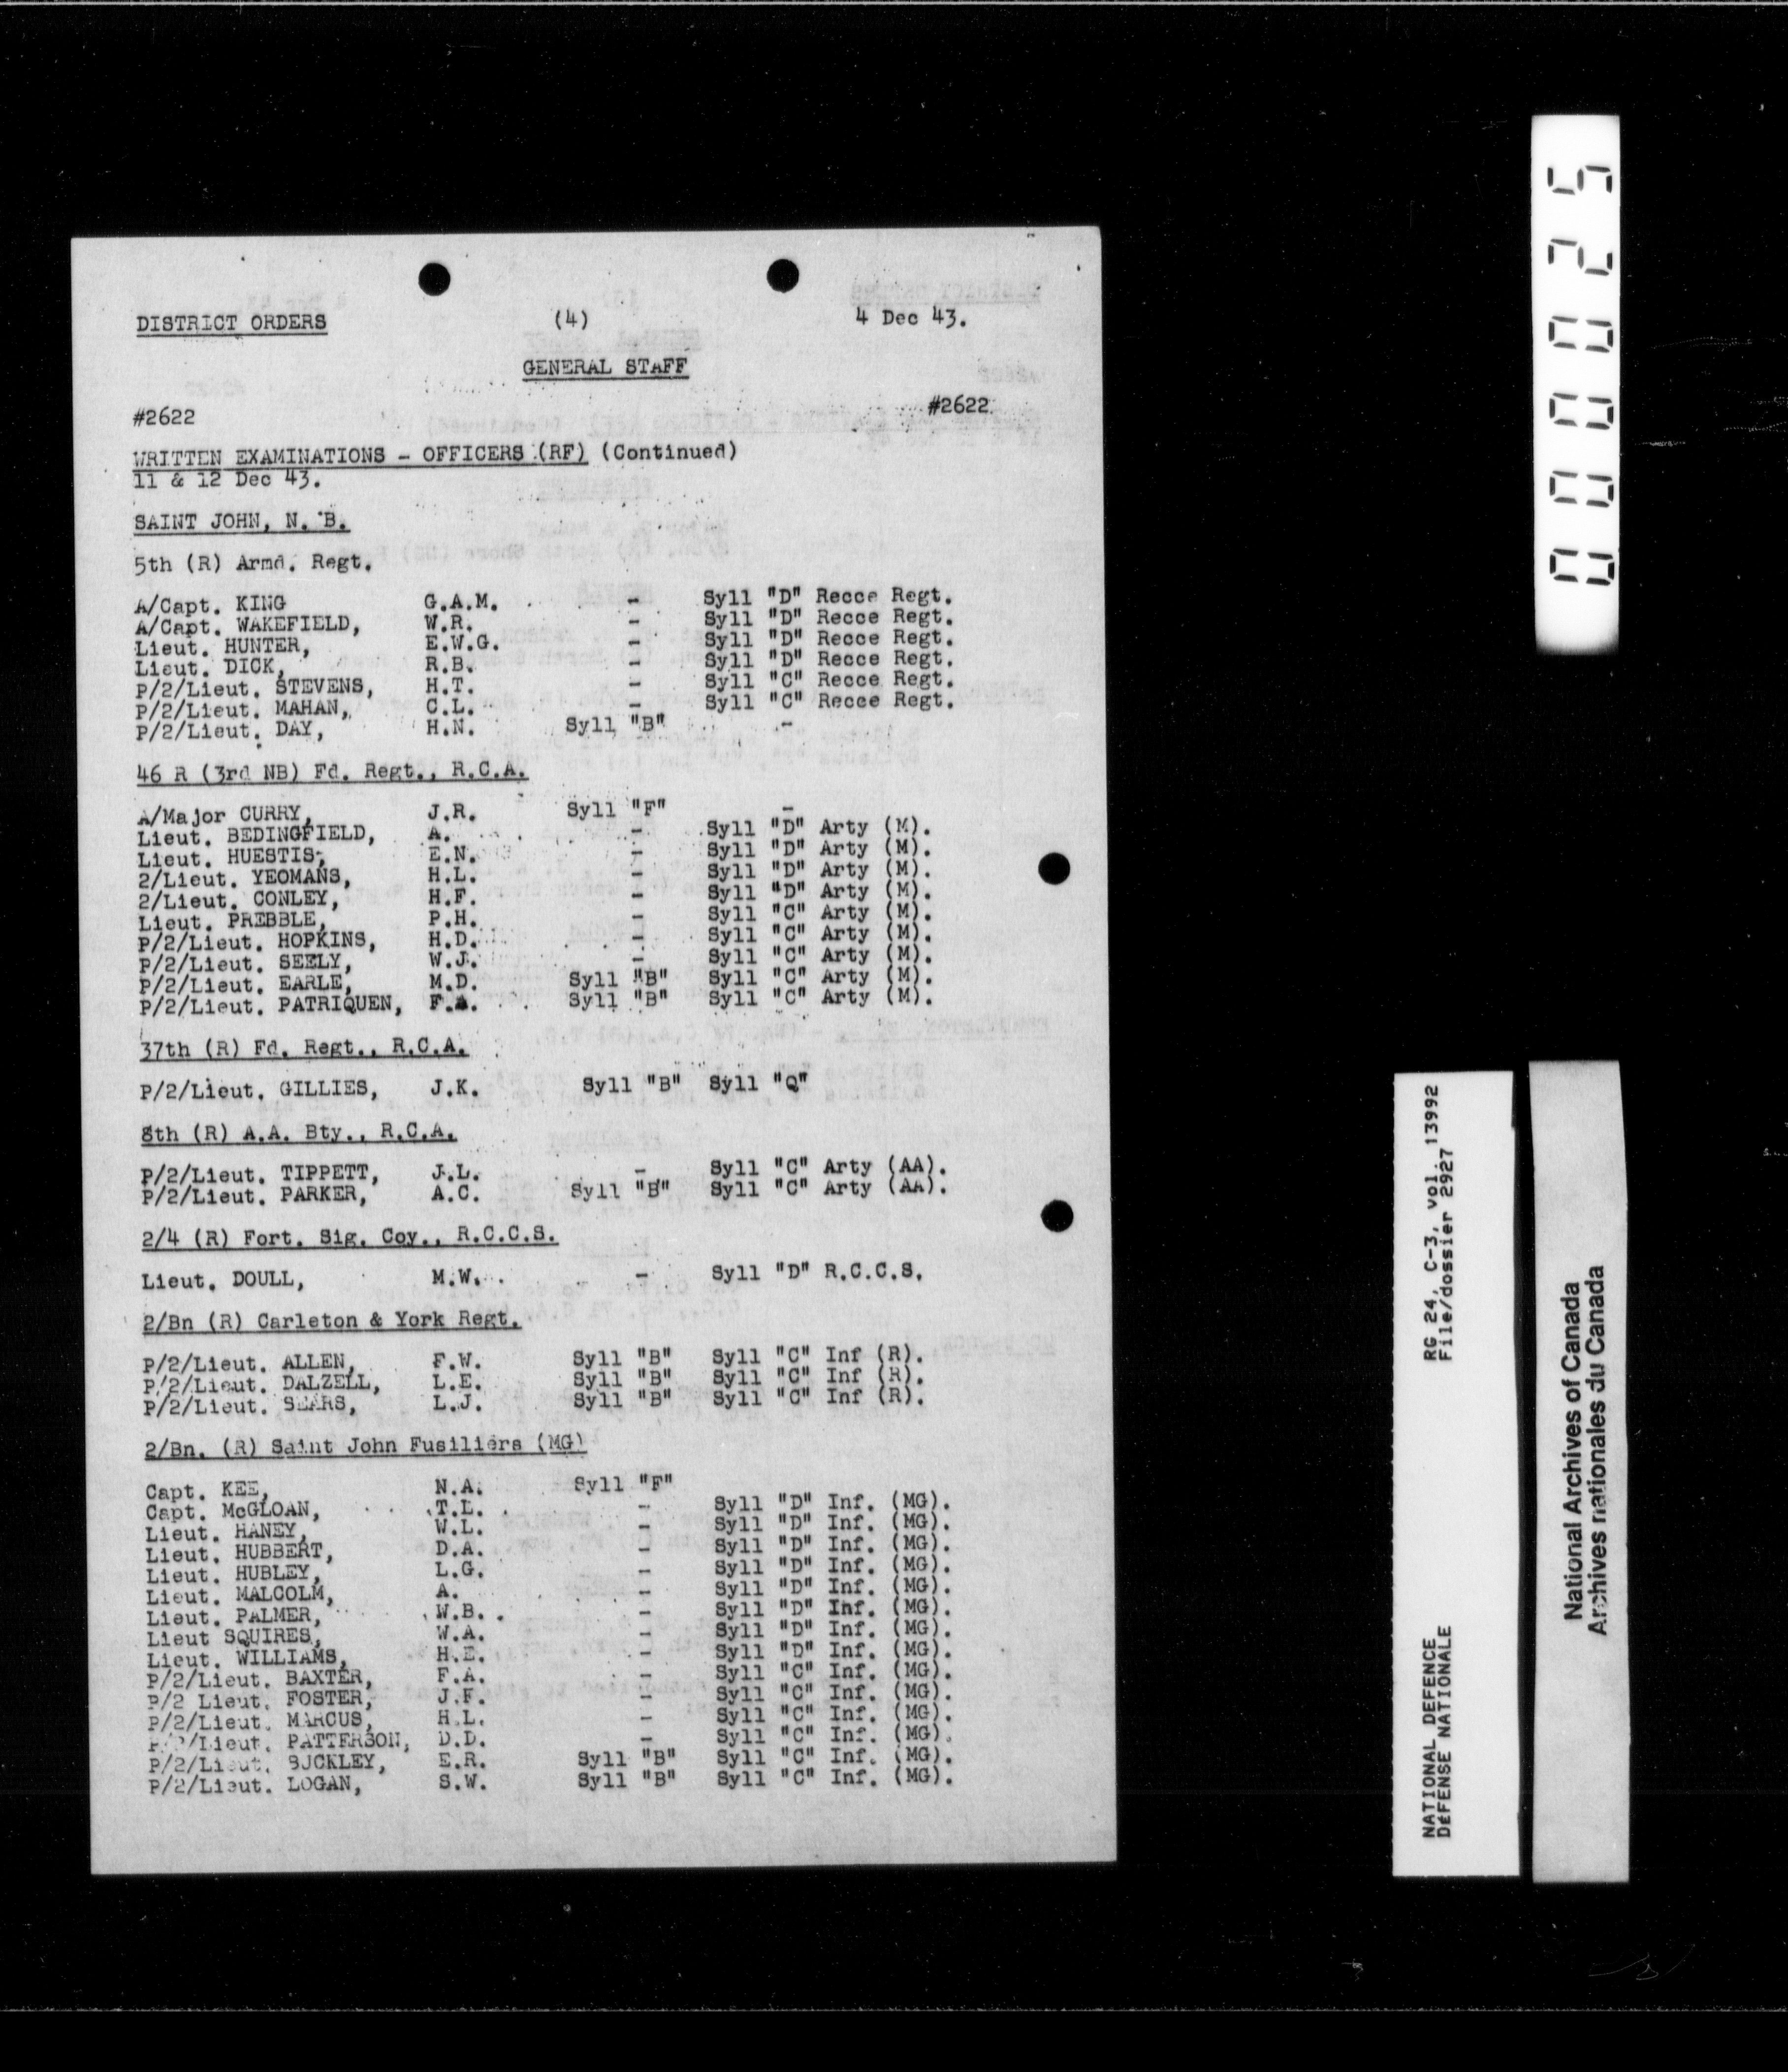 DISTRICT ORDERS (4) 4 Dec 43.
GENERAL STAFF
#2622 #2622
WRITTEN EXAMINATIONS - OFFICERS (RF) (Continued)
11 & 12 Dec 43.
SAINT JOHN, N. B.
5th (R) Armd. Regt.
A/Capt. KING G.A.M. - Syll "D" Recce Regt.
A/Capt. WAKEFIELD, W.R. - Syll "D" Recce Regt.
Lieut. HUNTER, E.W.G. - Syll "D" Recce Regt.
Lieut. DICK, R.B. - Syll "D" Recce Regt.
P/2/Lieut. STEVENS, H.T. - Syll "C" Recce Regt.
P/2/Lieut. MAHAN, C.L. - Syll "C" Recce Regt.
P/2/Lieut. DAY, H.N. Syll "B" -
46 R (3rd NB) Fd. Regt., R.C.A.
A/Major CURRY, J.R. Syll "F" -
Lieut. BEDINGFIELD, A. - Syll "D" Arty (M).
Lieut. HUESTIS, E.N. - Syll "D" Arty (M).
2/Lieut. YEOMANS, H.L. - Syll "D" Arty (M).
2/Lieut. CONLEY, H.F. - Syll "D" Arty (M).
Lieut. PREBBLE, P.H. - Syll "C" Arty (M).
P/2/Lieut. HOPKINS, H.D. - Syll "C" Arty (M).
P/2/Lieut. SEELY, W.J. - Syll "C" Arty (M).
P/2/Lieut. EARLE, M.D. Syll "B" Syll "C" Arty (M).
P/2/Lieut. PATRIQUEN, F.A. Syll "B" Syll "C" Arty (M).
37th (R) Fd. Regt., R.C.A.
P/2/Lieut. GILLIES, J.K. Syll "B" Syll "Q"
8th (R) A.A. Bty., R.C.A.
P/2/Lieut. TIPPETT, J.L. - Syll "C" Arty (AA).
P/2/Lieut. PARKER, A.C. Syll "B" Syll "C" Arty (AA).
2/4 (R) Fort. Sig. Coy., R.C.C.S.
Lieut. DOULL, M.W. - Syll "D" R.C.C.S.
2/Bn (R) Carleton & York Regt.
P/2/Lieut. ALLEN, F.W. Syll "B" Syll "C" Inf (R).
P/2/Lieut. DALZELL, L.E. Syll "B" Syll "C" Inf (R).
P/2/Lieut. SEARS, L.J. Syll "B" Syll "C" Inf (R).
2/Bn. (R) Saint John Fusiliers (MG)
Capt. KEE, N.A. Syll "F"
Capt. McGLOAN, T.L. - Syll "D" Inf. (MG).
Lieut. HANEY, W.L. - Syll "D" Inf. (MG).
Lieut. HUBBERT, D.A. - Syll "D" Inf. (MG).
Lieut. HUBLEY, L.G. - Syll "D" Inf. (MG).
Lieut. MALCOLM, A. - Syll "D" Inf. (MG).
Lieut. PALMER, W.B. - Syll "D" Inf. (MG).
Lieut SQUIRES, W.A. - Syll "D" Inf. (MG).
Lieut. WILLIAMS, H.E. - Syll "D" Inf. (MG).
P/2/Lieut. BAXTER, F.A. - Syll "C" Inf. (MG).
P/2 Lieut. FOSTER, J.F. - Syll "C" Inf. (MG).
P/2/Lieut. MARCUS, H.L. - Syll "C" Inf. (MG).
P/2/Lieut. PATTERSON, D.D. - Syll "C" Inf. (MG).
P/2/Lieut. BUCKLEY, E.R. Syll "B" Syll "C" Inf. (MG).
P/2/Lieut. LOGAN, S.W. Syll "B" Syll "C" Inf. (MG).
000025
NATIONAL DEFENCE RG 24, C-3, vol. 13992
DÉFENSE NATIONALE File/dossier 2927
National Archives of Canada
Archives nationales du Canada